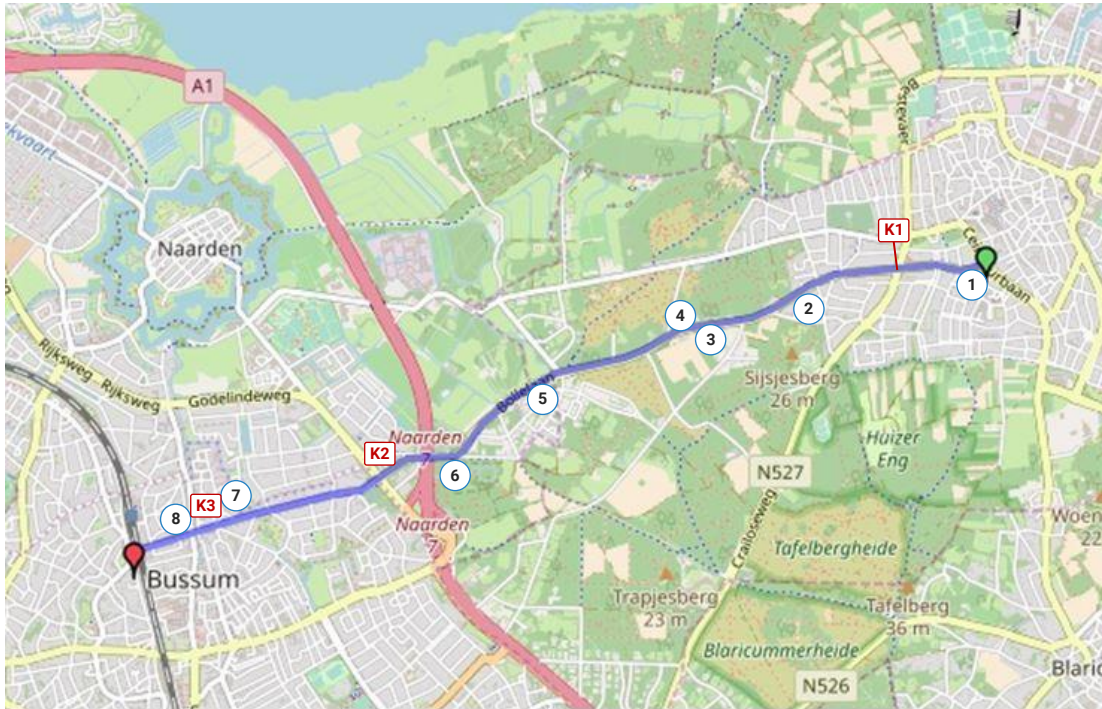 A1
Bestevaer
Naarden
K1
1
2
4
3
Sijsjesberg
26 m
Rijksweg
Rijksweg
Godelindeweg
5
Naarden
7
K2
6
Huizer
Eng
N527
Crailoseweg
7
K3
8
Naarden
7
Bussum
Tafelbergheide
Trapjesberg
23 m
Tafelberg
36 m
Blaricummerheide
N526